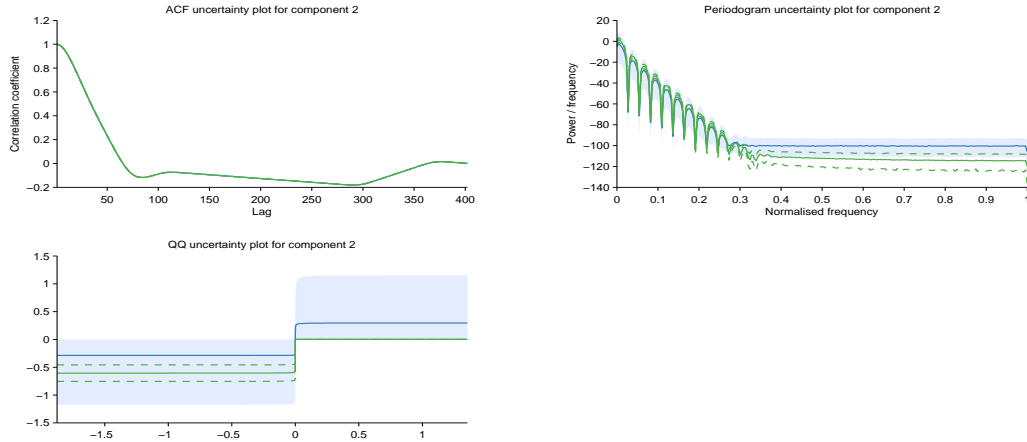 ACF uncertainty plot for component 2
1.2
1
0.8
0.6
0.4
0.2
0
−0.2
Correlation coefficient
50 100 150 200 250 300 350 400
Lag
Periodogram uncertainty plot for component 2
20
0
−20
−40
−60
−80
−100
−120
−140
Power / frequency
0 0.1 0.2 0.3 0.4 0.5 0.6 0.7 0.8 0.9 1
Normalised frequency
QQ uncertainty plot for component 2
1.5
1
0.5
0
−0.5
−1
−1.5
−1.5 −1 −0.5 0 0.5 1